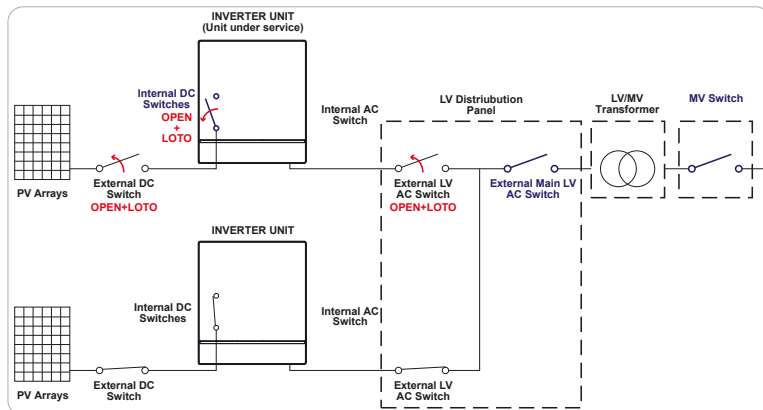 INVERTER UNIT
(Unit under service)
Internal DC
Switches
OPEN
+
LOTO
Internal AC
Switch
LV Distriubution
Panel
LV/MV
Transformer
MV Switch
PV Arrays
External DC
Switch
OPEN+LOTO
External LV
AC Switch
OPEN+LOTO
External Main LV
AC Switch
INVERTER UNIT
Internal DC
Switches
Internal AC
Switch
PV Arrays
External DC
Switch
External LV
AC Switch